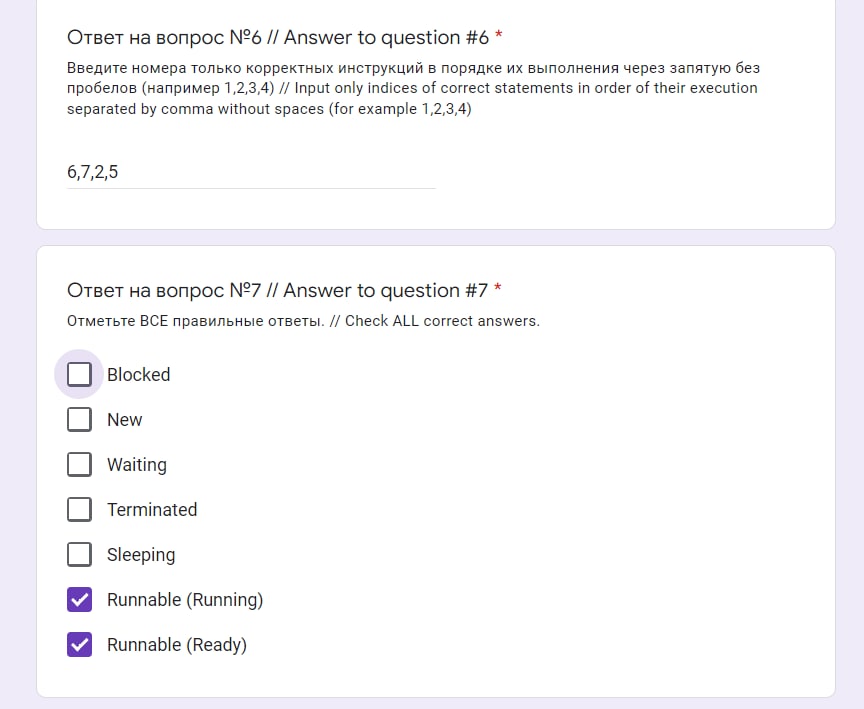 Ответ на вопрос №6 // Answer to question #6 *
Введите номера только корректных инструкций в порядке их выполнения через запятую без
пробелов (например 1,2,3,4) // Input only indices of correct statements in order of their execution
separated by comma without spaces (for example 1,2,3,4)
6,7,2,5
Ответ на вопрос №7 // Answer to question #7 *
Отметьте ВСЕ правильные ответы. // Check ALL correct answers.
Blocked
New
Waiting
Terminated
Sleeping
Runnable (Running)
Runnable (Ready)